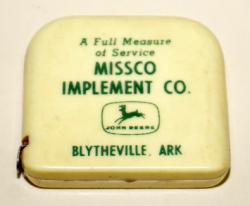 A Full Measure
of Service
MISSCO
IMPLEMENT CO.
JOHN DEERE
BLYTHEVILLE, ARK